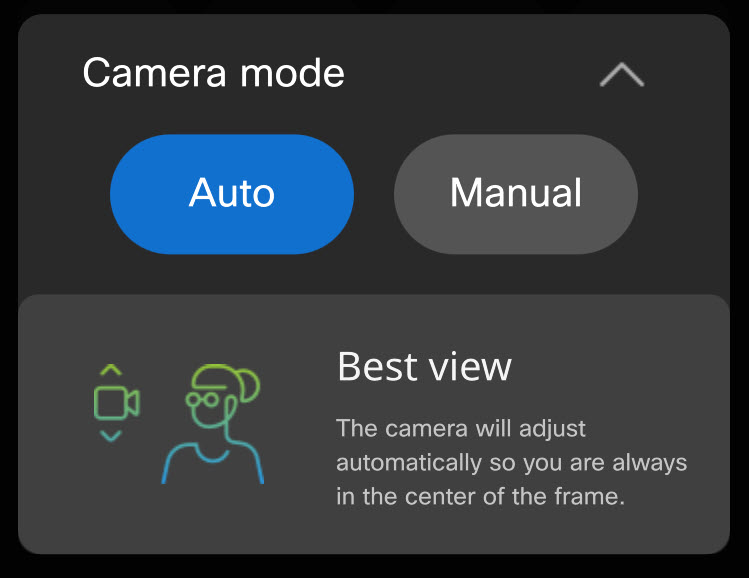 Camera mode
Auto
Manual
Best view
The camera will adjust
automatically so you are always
in the center of the frame.